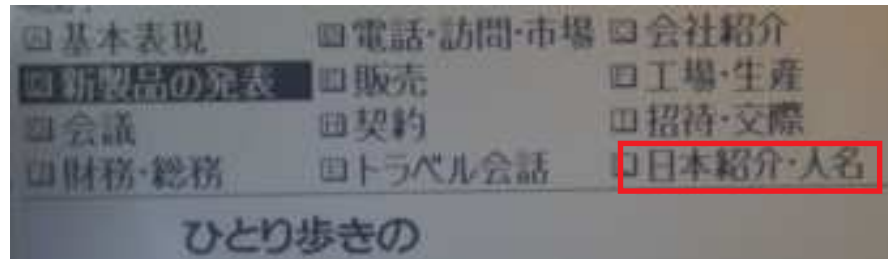 基本表現 電話・訪問・市場 会社紹介
新製品の発表 販売 工場・生産
会議 契約 招待・交際
財務・総務 トラベル会話 日本紹介・人名
ひとり歩きの